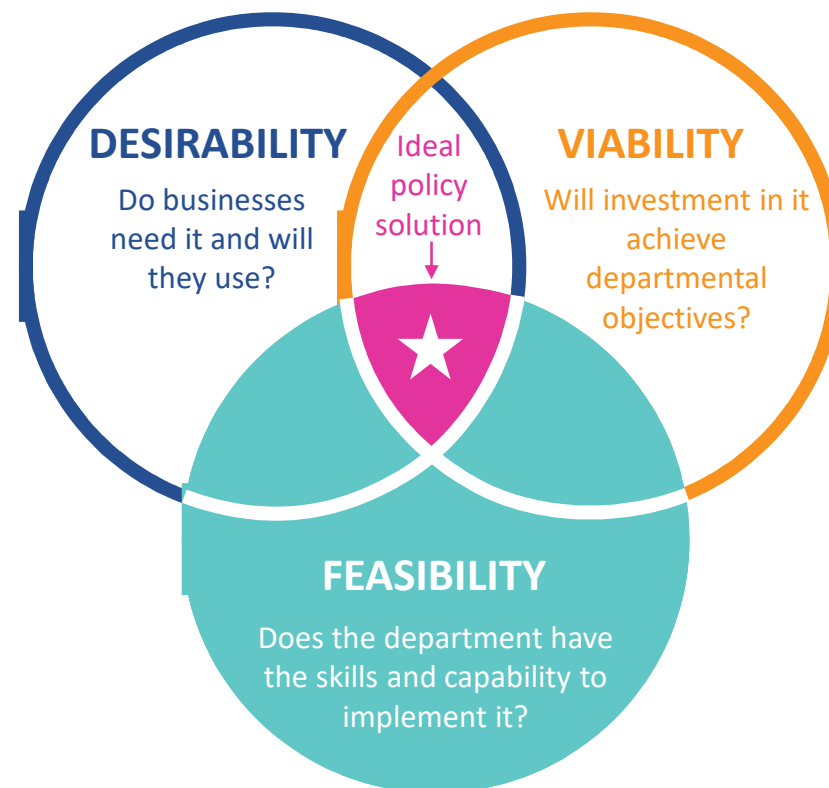 DESIRABILITY
Do businesses
need it and will
they use?
Ideal
policy
solution
VIABILITY
Will investment in it
achieve
departmental
objectives?
FEASIBILITY
Does the department have
the skills and capability to
implement it?